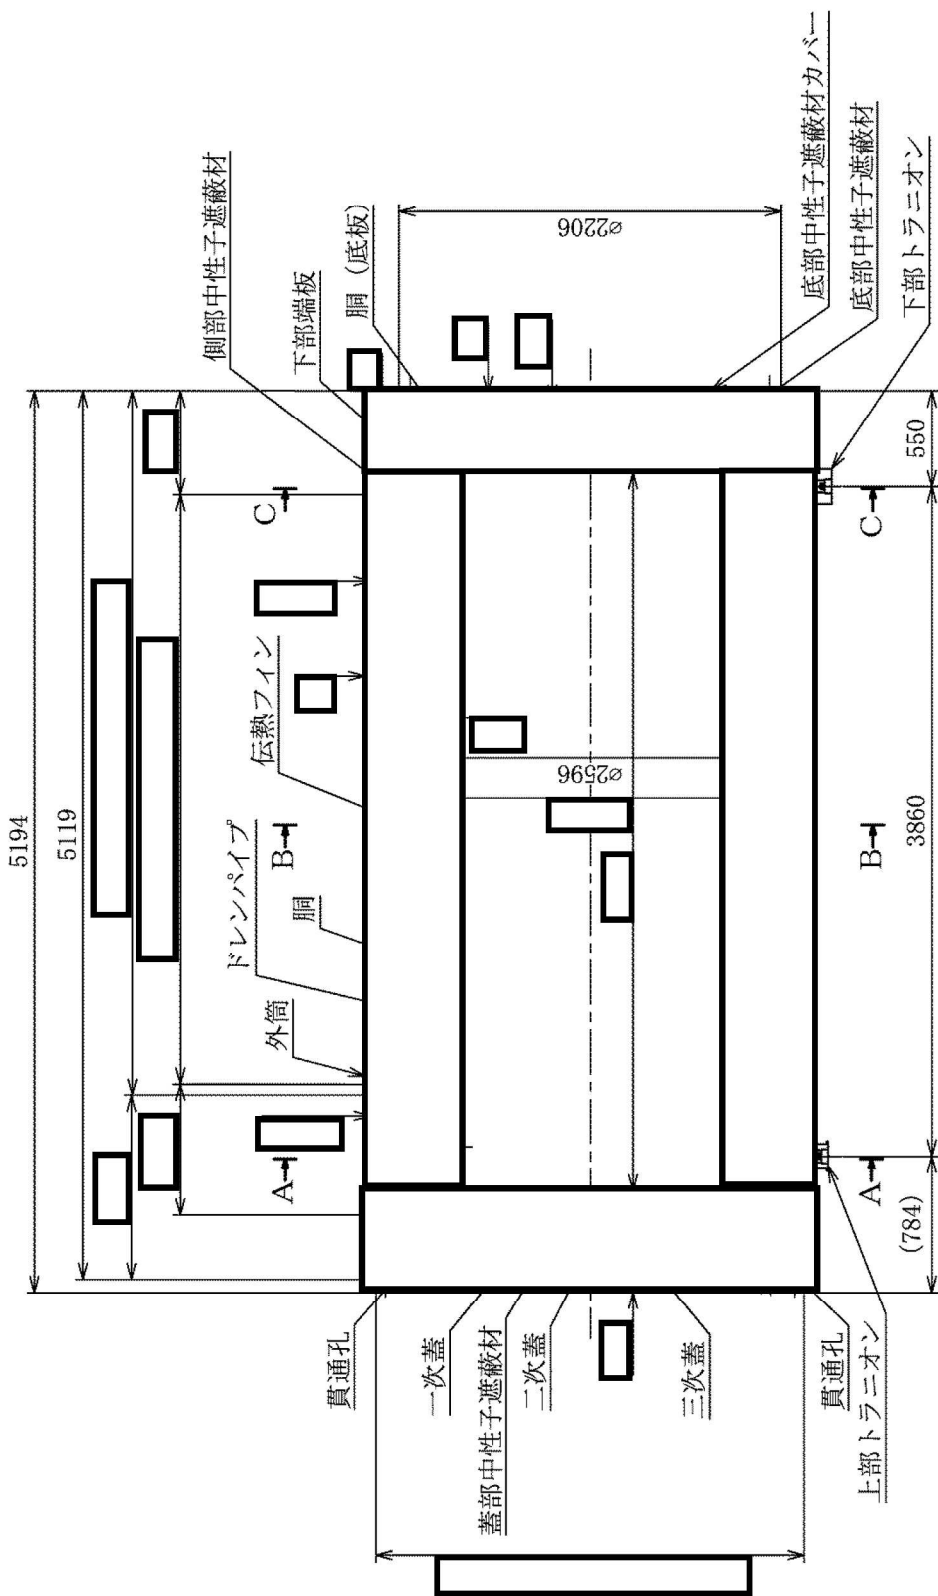 5194
5119
側部中性子遮蔽材
下部端板
胴 (底板)
⌀2206
底部中性子遮蔽材カバー
底部中性子遮蔽材
下部トラニオン
伝熱フィン
ドレンパイプ
胴
外筒
C
B
A
⌀2596
C
B
A
550
3860
(784)
貫通孔
一次蓋
蓋部中性子遮蔽材
二次蓋
三次蓋
貫通孔
上部トラニオン